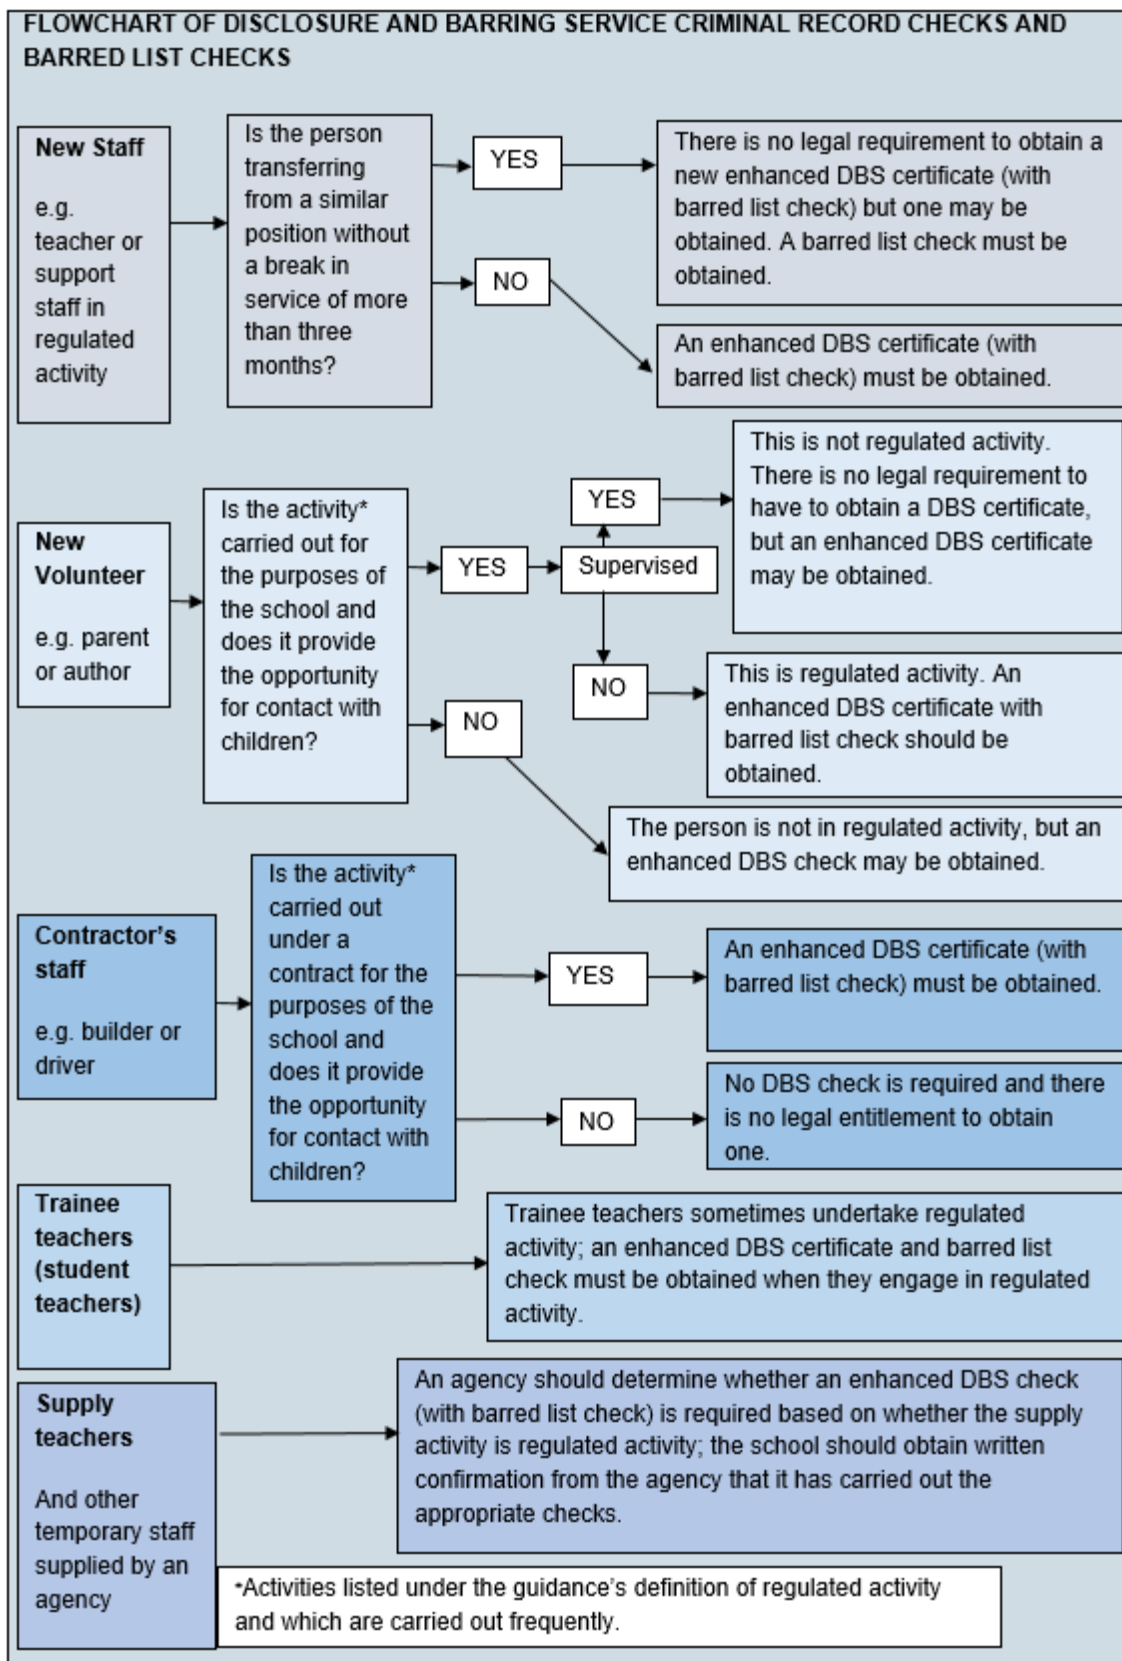 FLOWCHART OF DISCLOSURE AND BARRING SERVICE CRIMINAL RECORD CHECKS AND
BARRED LIST CHECKS
New Staff
e.g.
teacher or
support
staff in
regulated
activity
Is the person
transferring
from a similar
position without
a break in
service of more
than three
months?
YES
There is no legal requirement to obtain a
new enhanced DBS certificate (with
barred list check) but one may be
obtained. A barred list check must be
obtained.
NO
An enhanced DBS certificate (with
barred list check) must be obtained.
New
Volunteer
e.g. parent
or author
Is the activity*
carried out for
the purposes of
the school and
does it provide
the opportunity
for contact with
children?
YES
Supervised
YES
This is not regulated activity.
There is no legal requirement to
have to obtain a DBS certificate,
but an enhanced DBS certificate
may be obtained.
NO
This is regulated activity. An
enhanced DBS certificate with
barred list check should be
obtained.
NO
The person is not in regulated activity, but an
enhanced DBS check may be obtained.
Contractor's
staff
e.g. builder or
driver
Is the activity*
carried out
under a
contract for the
purposes of the
school and
does it provide
the opportunity
for contact with
children?
YES
An enhanced DBS certificate (with
barred list check) must be obtained.
NO
No DBS check is required and there
is no legal entitlement to obtain
one.
Trainee
teachers
(student
teachers)
Trainee teachers sometimes undertake regulated
activity; an enhanced DBS certificate and barred list
check must be obtained when they engage in regulated
activity.
Supply
teachers
And other
temporary staff
supplied by an
agency
An agency should determine whether an enhanced DBS check
(with barred list check) is required based on whether the supply
activity is regulated activity; the school should obtain written
confirmation from the agency that it has carried out the
appropriate checks.
*Activities listed under the guidance's definition of regulated activity
and which are carried out frequently.